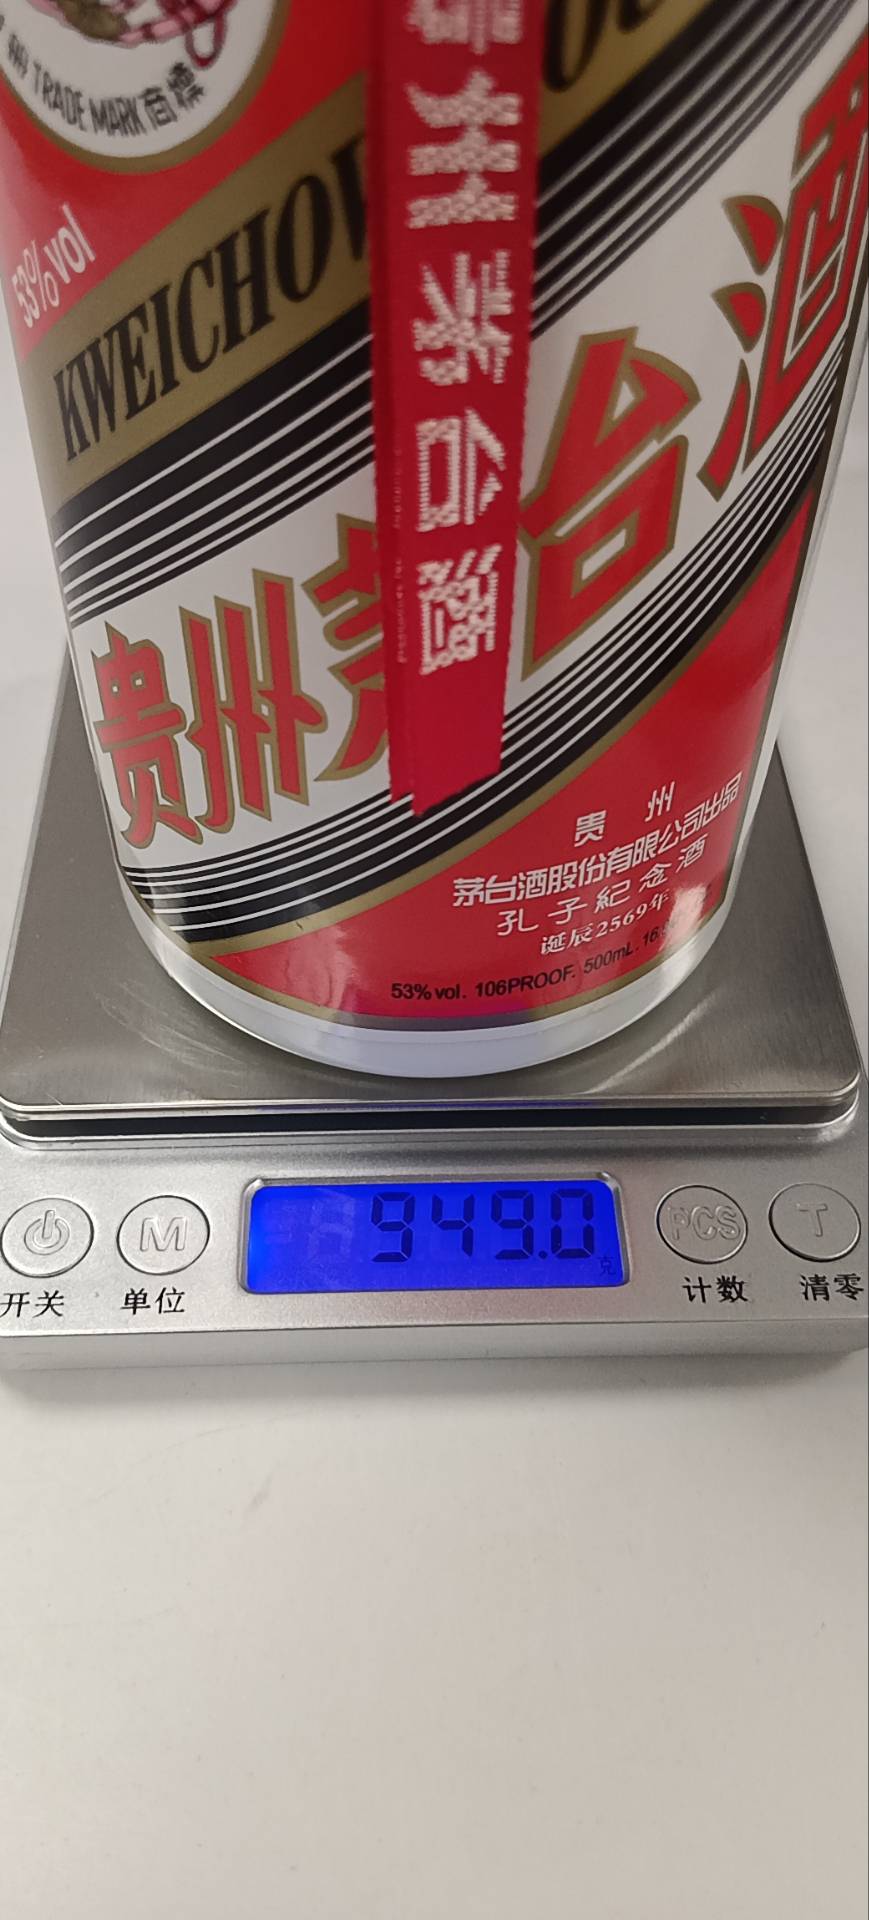 TRADE MARK 商標
53%vol
KWEICHOW
州茅台酒
贵州茅台酒
贵州
茅台酒股份有限公司出品
孔子紀念酒
诞辰2569年
53%vol. 106PROOF. 500mL. 16.
949.0
克
M
PCS
T
开关
单位
计数
清零